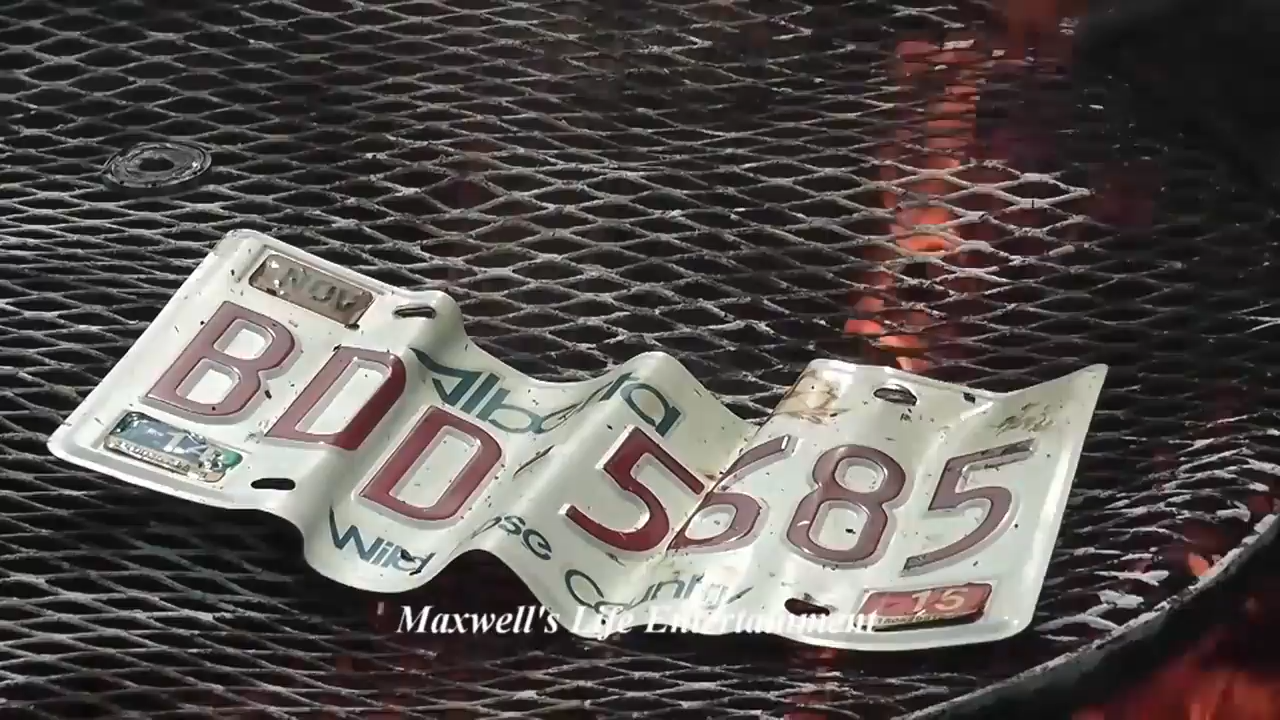 NOV
Alberta
BDD 5685
Wild Rose Country
15
Maxwell's Life Entertainment